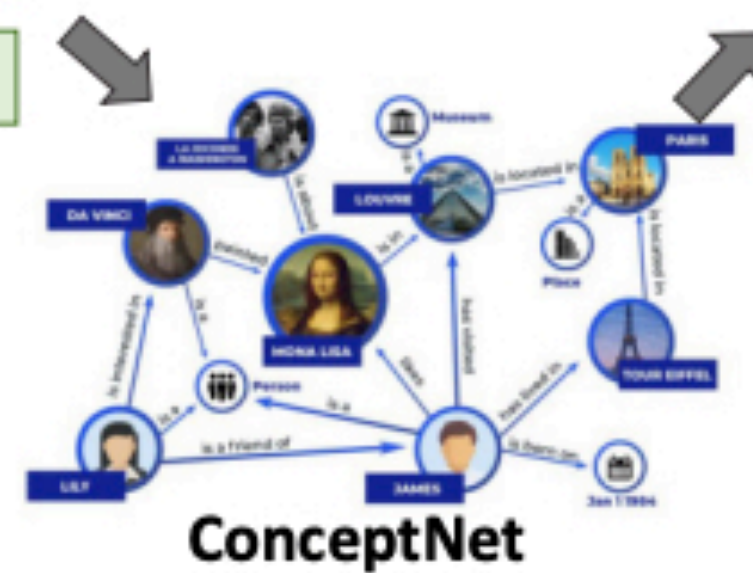 Museum
PARIS
LA JOCONDE
A WASHINGTON
is a
is located in
LOUVRE
DA VINCI
is about
painted
is in
is a
is located in
Place
is a
MONA LISA
is interested in
has visited
likes
TOUR EIFFEL
Person
is a
is a
has lived in
is a friend of
is born on
LILY
JAMES
Jan 1 1984
ConceptNet